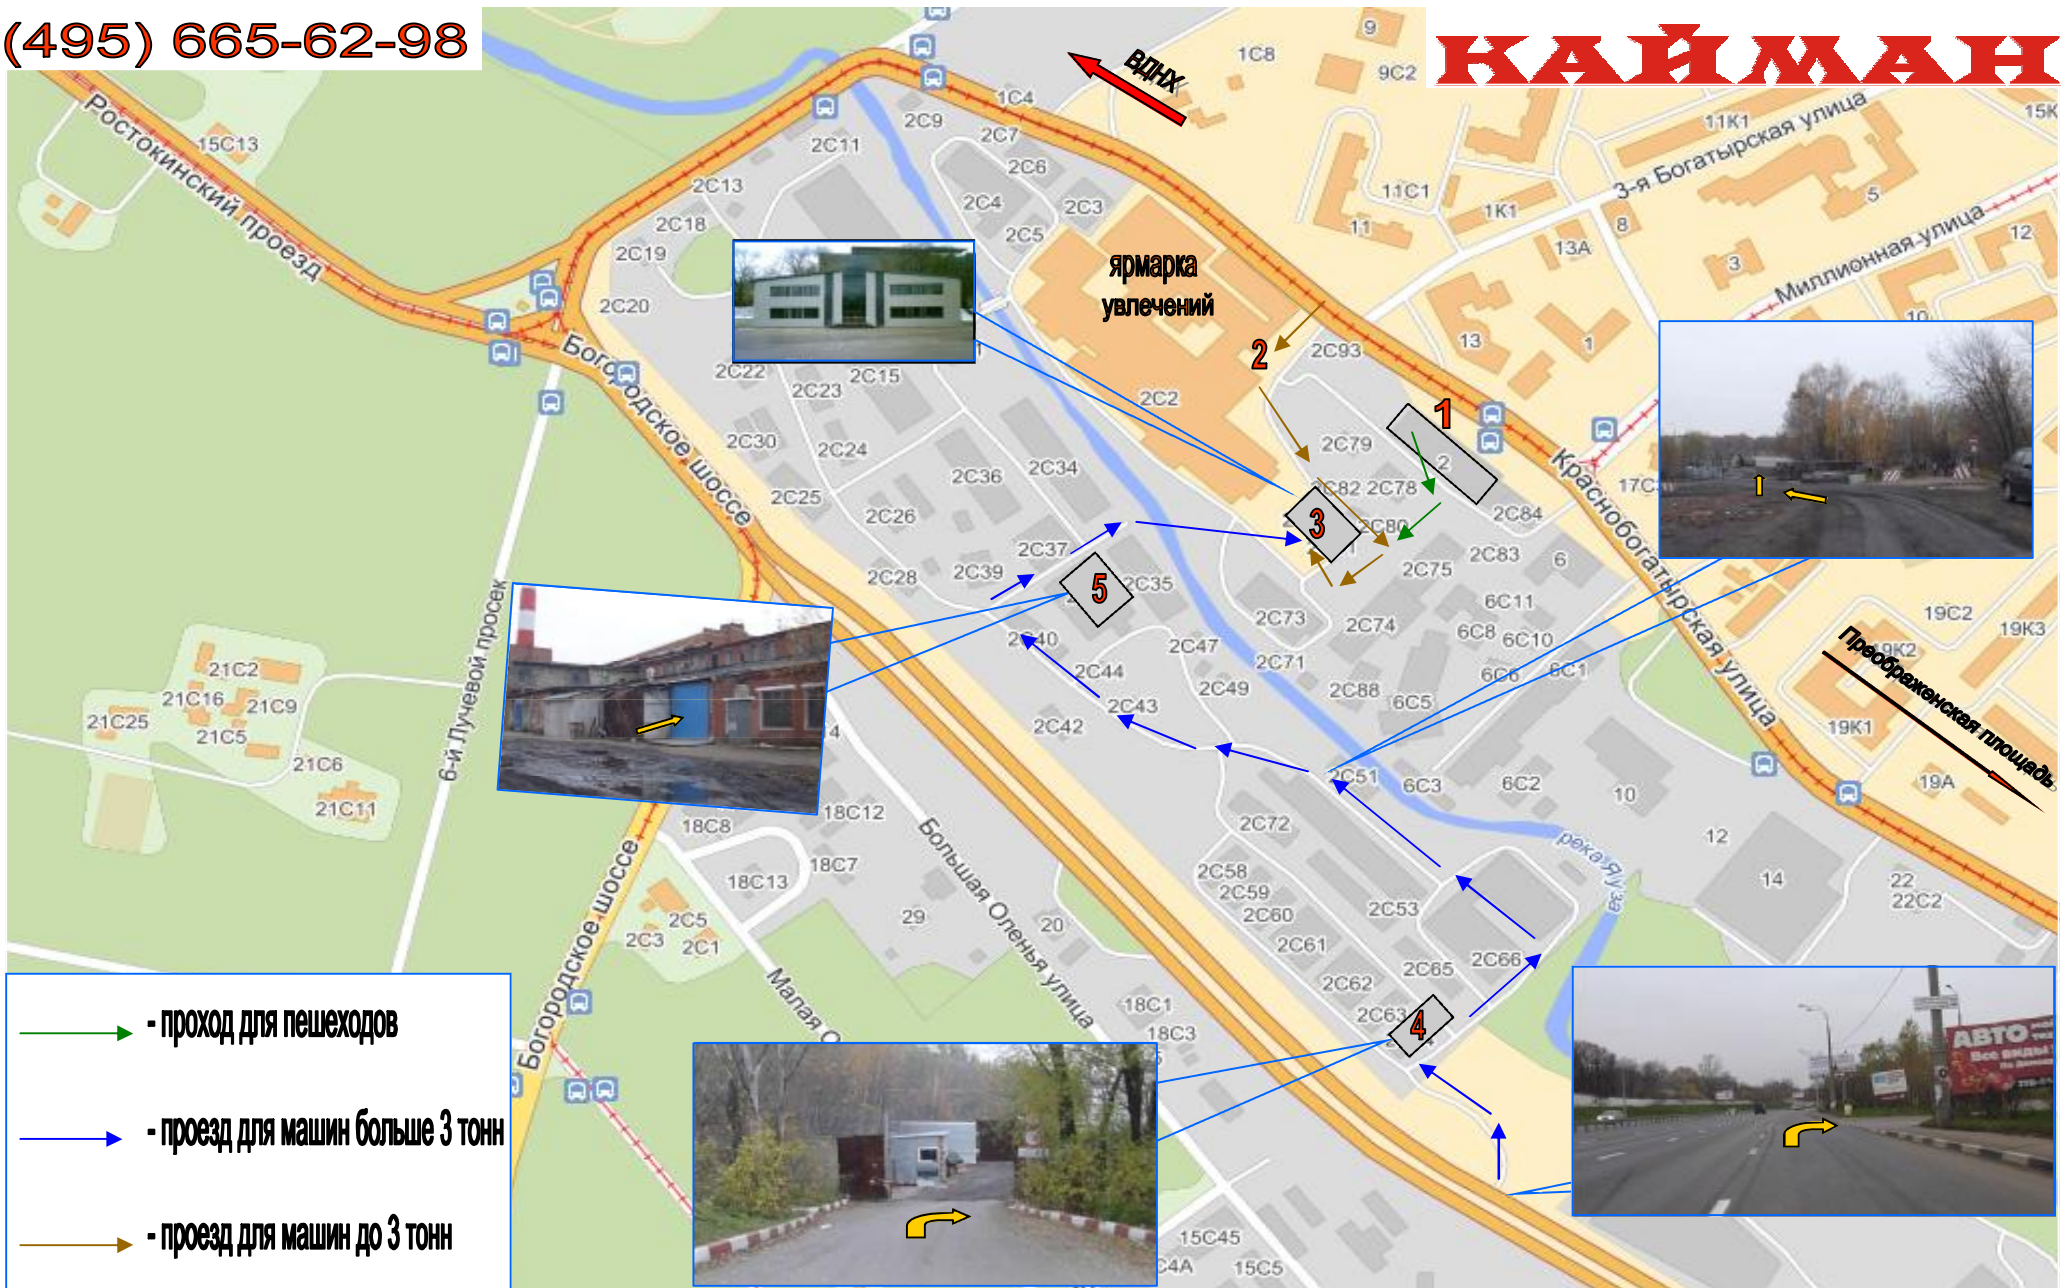 (495) 665-62-98
КАЙМАН
ВДНХ
1С8
9
9С2
15К
11К1
3-я Богатырская улица
5
11С1
11
1К1
8
13А
3
12
Миллионная улица
10
13
1
Ростокинский проезд
15С13
1С4
2С9
2С7
2С11
2С6
2С13
2С4
2С3
2С18
2С5
2С19
2С20
ярмарка
увлечений
2
2С93
2С2
1
2
2С79
2С82
2С78
2С80
2С84
3
2С22
2С23
2С15
2С30
2С24
2С34
2С36
2С25
2С26
2С37
2С39
2С28
2С35
5
2С40
2С44
2С47
2С43
2С49
2С42
2С75
2С83
6
2С73
2С74
6С11
6С8
6С10
6С6
6С1
2С71
2С88
6С5
Богородское шоссе
Краснобогатырская улица
17С
19С2
19К3
19К2
19К1
19А
Преображенская площадь
6-й Лучевой просек
21С2
21С16
21С9
21С25
21С5
21С6
21С11
4
2С51
6С3
6С2
10
12
14
22
22С2
река Яуза
2С72
2С58
2С59
2С60
2С61
2С62
2С63
2С53
2С65
2С66
4
18С8
18С12
18С7
18С13
29
20
Большая Оленья улица
Малая О
2С5
2С3
2С1
Богородское шоссе
18С1
18С3
15С45
15С5
С4А
АВТО
Все виды
- проход для пешеходов
- проезд для машин больше 3 тонн
- проезд для машин до 3 тонн